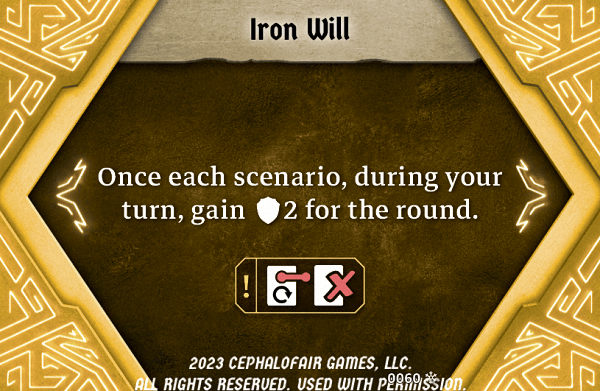 Iron Will
Once each scenario, during your
turn, gain 2 for the round.
!
2023 CEPHALOFAIR GAMES, LLC.
ALL RIGHTS RESERVED. USED WITH PERMISSION.